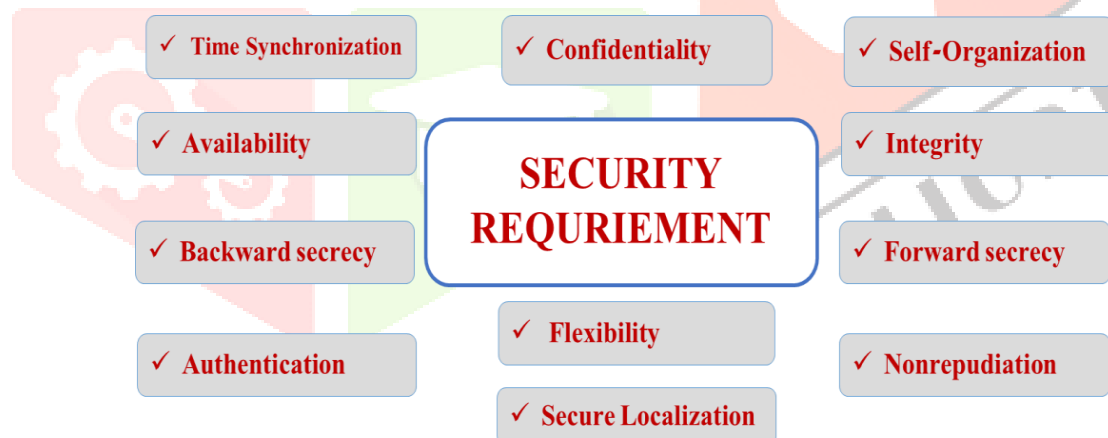 ✓ Time Synchronization
✓ Confidentiality
✓ Self-Organization
✓ Availability
✓ Integrity
SECURITY
REQURIEMENT
✓ Backward secrecy
✓ Forward secrecy
✓ Flexibility
✓ Authentication
✓ Nonrepudiation
✓ Secure Localization